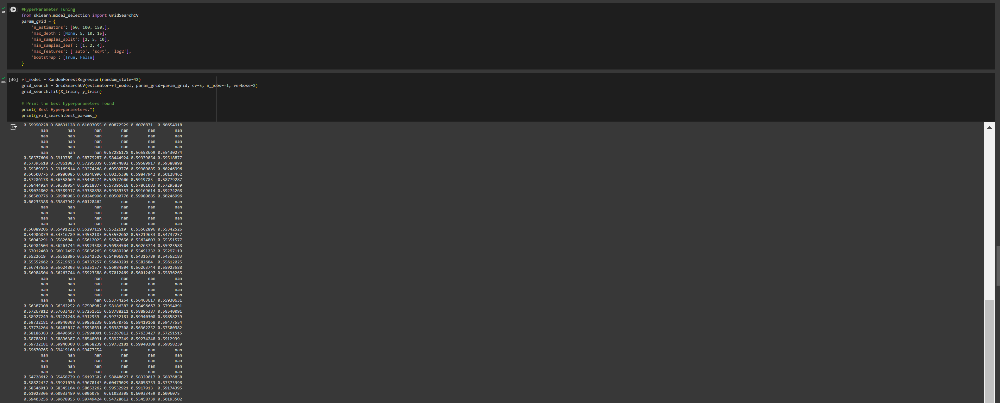 #HyperParameter Tuning
0s
from sklearn.model_selection import GridSearchCV
param_grid = {
'n_estimators': [50, 100, 150,],
'max_depth': [None, 5, 10, 15],
'min_samples_split': [2, 5, 10],
'min_samples_leaf': [1, 2, 4],
'max_features': ['auto', 'sqrt', 'log2'],
'bootstrap': [True, False]
}
6m
[36] rf_model = RandomForestRegressor(random_state=42)
grid_search = GridSearchCV(estimator=rf_model, param_grid=param_grid, cv=5, n_jobs=-1, verbose=2)
grid_search.fit(X_train, y_train)
# Print the best hyperparameters found
print("Best Hyperparameters:")
print(grid_search.best_params_)
0.59990228 0.60631128 0.61003055 0.60872529 0.6070871 0.60654918
nan nan nan nan nan nan
nan nan nan nan nan nan
nan nan nan nan nan nan
nan nan nan nan nan nan
nan nan nan 0.57286178 0.56558669 0.55430274
0.58577606 0.5919785 0.58779287 0.58444924 0.59339054 0.59518877
0.57395618 0.57861083 0.57295839 0.59074802 0.59589917 0.59388898
0.59389353 0.59169614 0.59274268 0.60500776 0.59980085 0.60246996
0.60500776 0.59980085 0.60246996 0.60235388 0.59847942 0.60128462
0.57286178 0.56558669 0.55430274 0.58577606 0.5919785 0.58779287
0.58444924 0.59339054 0.59518877 0.57395618 0.57861083 0.57295839
0.59074802 0.59589917 0.59388898 0.59389353 0.59169614 0.59274268
0.60500776 0.59980085 0.60246996 0.60500776 0.59980085 0.60246996
0.60235388 0.59847942 0.60128462 nan nan nan
nan nan nan nan nan nan
nan nan nan nan nan nan
nan nan nan nan nan nan
nan nan nan nan nan nan
0.56089206 0.55491232 0.55297119 0.5522619 0.55562896 0.55342526
0.54906879 0.54316789 0.54552183 0.55552662 0.55219633 0.54737257
0.56043291 0.5582684 0.55612025 0.56747656 0.55624803 0.55351577
0.56984504 0.56263744 0.55923588 0.56984504 0.56263744 0.55923588
0.57012469 0.56012497 0.55836265 0.56089206 0.55491232 0.55297119
0.5522619 0.55562896 0.55342526 0.54906879 0.54316789 0.54552183
0.55552662 0.55219633 0.54737257 0.56043291 0.5582684 0.55612025
0.56747656 0.55624803 0.55351577 0.56984504 0.56263744 0.55923588
0.56984504 0.56263744 0.55923588 0.57012469 0.56012497 0.55836265
nan nan nan nan nan nan
nan nan nan nan nan nan
nan nan nan nan nan nan
nan nan nan nan nan nan
nan nan nan 0.53774264 0.56463617 0.55930631
0.56387308 0.56362252 0.57500982 0.58186383 0.58496667 0.57994091
0.57267812 0.57633427 0.57251515 0.58788211 0.58896387 0.58540091
0.58927249 0.59274248 0.5912939 0.59732181 0.59940308 0.59858239
0.59732181 0.59940308 0.59858239 0.59670765 0.59419168 0.59477554
0.53774264 0.56463617 0.55930631 0.56387308 0.56362252 0.57500982
0.58186383 0.58496667 0.57994091 0.57267812 0.57633427 0.57251515
0.58788211 0.58896387 0.58540091 0.58927249 0.59274248 0.5912939
0.59732181 0.59940308 0.59858239 0.59732181 0.59940308 0.59858239
0.59670765 0.59419168 0.59477554 nan nan nan
nan nan nan nan nan nan
nan nan nan nan nan nan
nan nan nan nan nan nan
nan nan nan nan nan nan
0.54728612 0.55458739 0.56193502 0.58048627 0.58320017 0.58876858
0.58822437 0.59921676 0.59670143 0.60479029 0.58058753 0.57573398
0.58546913 0.58345164 0.58652262 0.59532921 0.5917913 0.59174395
0.61023305 0.60933459 0.6096075 0.61023305 0.60933459 0.6096075
0.59403256 0.59678055 0.59749424 0.54728612 0.55458739 0.56193502